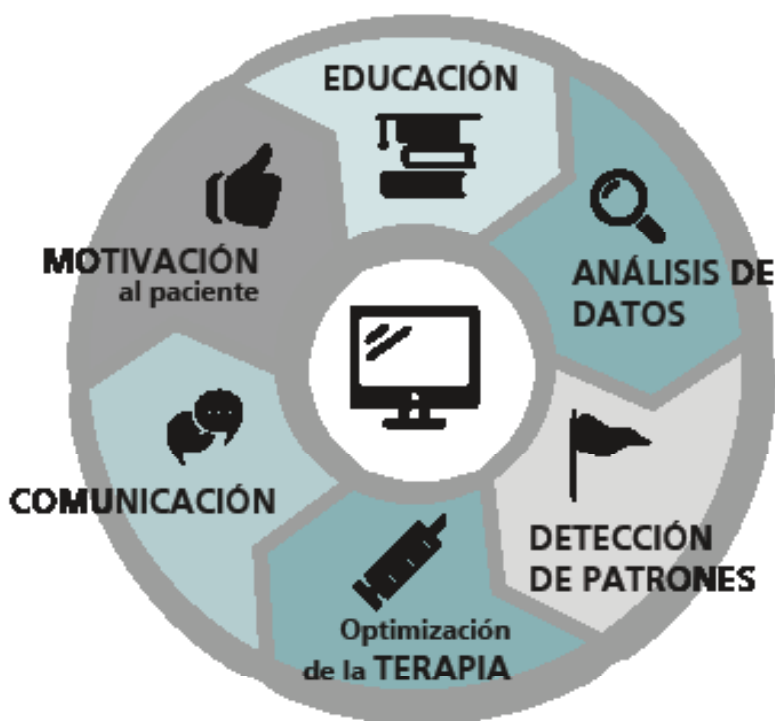 EDUCACIÓN
ANÁLISIS DE
DATOS
DETECCIÓN
DE PATRONES
Optimización
de la TERAPIA
COMUNICACIÓN
MOTIVACIÓN
al paciente